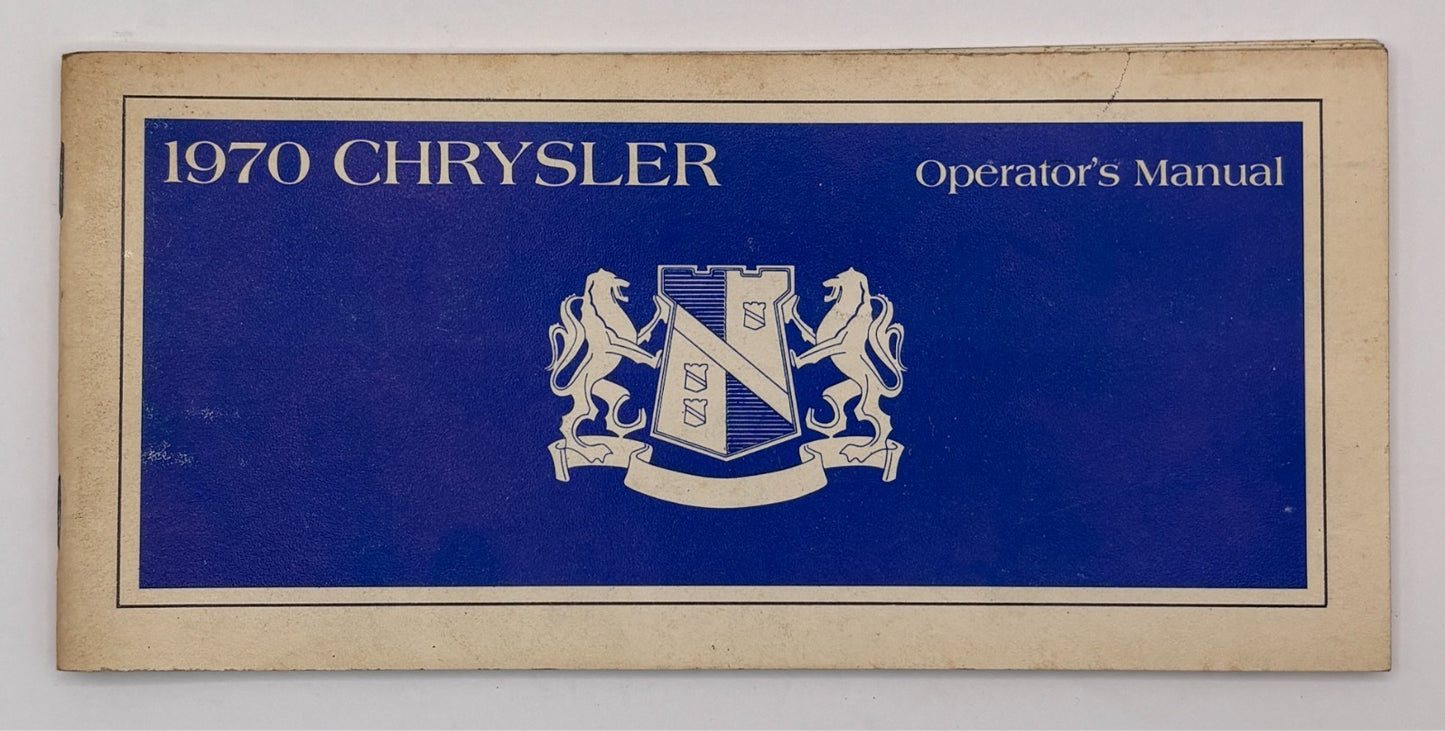 1970 CHRYSLER Operator's Manual